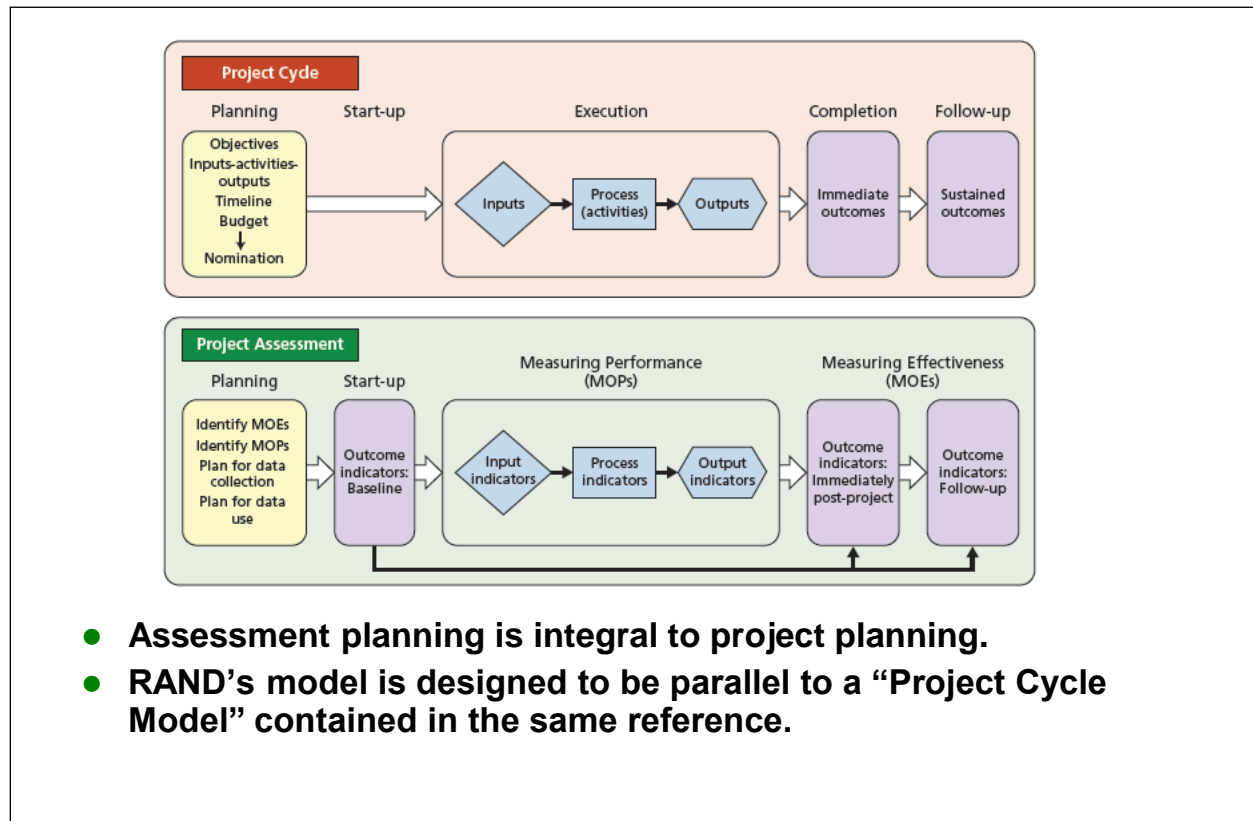 Project Cycle
Planning
Start-up
Execution
Completion
Follow-up
Objectives
Inputs-activities-
outputs
Timeline
Budget
Nomination
Inputs
Process
(activities)
Outputs
Immediate
outcomes
Sustained
outcomes
Project Assessment
Planning
Start-up
Measuring Performance
(MOPs)
Measuring Effectiveness
(MOEs)
Identify MOEs
Identify MOPs
Plan for data
collection
Plan for data
use
Outcome
indicators:
Baseline
Input
indicators
Process
indicators
Output
indicators
Outcome
indicators:
Immediately
post-project
Outcome
indicators:
Follow-up
● Assessment planning is integral to project planning.
● RAND’s model is designed to be parallel to a “Project Cycle
Model” contained in the same reference.